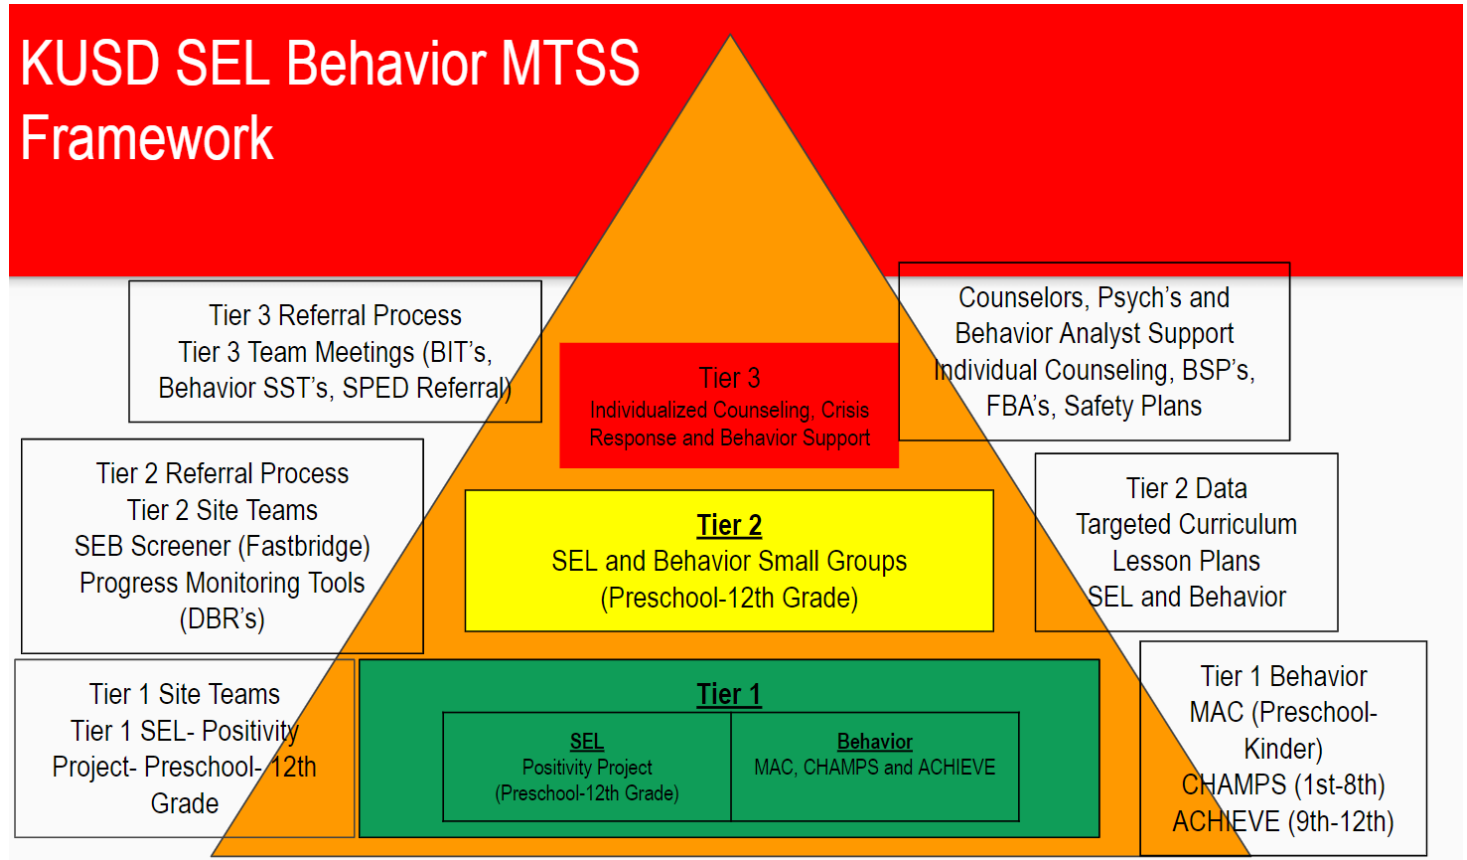 KUSD SEL Behavior MTSS
Framework
Tier 3 Referral Process
Tier 3 Team Meetings (BIT's,
Behavior SST's, SPED Referral)
Tier 3
Individualized Counseling, Crisis
Response and Behavior Support
Counselors, Psych's and
Behavior Analyst Support
Individual Counseling, BSP's,
FBA's, Safety Plans
Tier 2 Referral Process
Tier 2 Site Teams
SEB Screener (Fastbridge)
Progress Monitoring Tools
(DBR's)
Tier 2
SEL and Behavior Small Groups
(Preschool-12th Grade)
Tier 2 Data
Targeted Curriculum
Lesson Plans
SEL and Behavior
Tier 1 Site Teams
Tier 1 SEL- Positivity
Project- Preschool- 12th
Grade
Tier 1
SEL
Positivity Project
(Preschool-12th Grade)
Behavior
MAC, CHAMPS and ACHIEVE
Tier 1 Behavior
MAC (Preschool-
Kinder)
CHAMPS (1st-8th)
ACHIEVE (9th-12th)